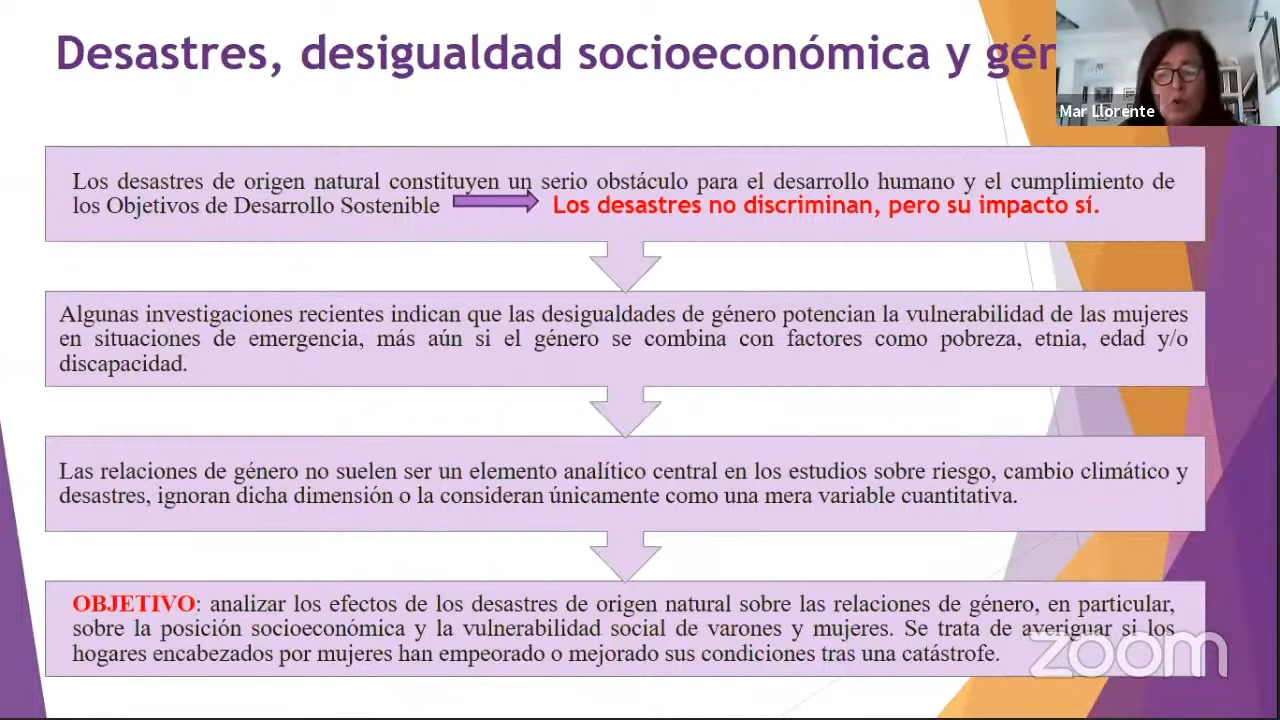 Desastres, desigualdad socioeconómica y gén
Mar Llorente
Los desastres de origen natural constituyen un serio obstáculo para el desarrollo humano y el cumplimiento de
los Objetivos de Desarrollo Sostenible Los desastres no discriminan, pero su impacto sí.
Algunas investigaciones recientes indican que las desigualdades de género potencian la vulnerabilidad de las mujeres
en situaciones de emergencia, más aún si el género se combina con factores como pobreza, etnia, edad y/o
discapacidad.
Las relaciones de género no suelen ser un elemento analítico central en los estudios sobre riesgo, cambio climático y
desastres, ignoran dicha dimensión o la consideran únicamente como una mera variable cuantitativa.
OBJETIVO: analizar los efectos de los desastres de origen natural sobre las relaciones de género, en particular,
sobre la posición socioeconómica y la vulnerabilidad social de varones y mujeres. Se trata de averiguar si los
hogares encabezados por mujeres han empeorado o mejorado sus condiciones tras una catástrofe.
zoom